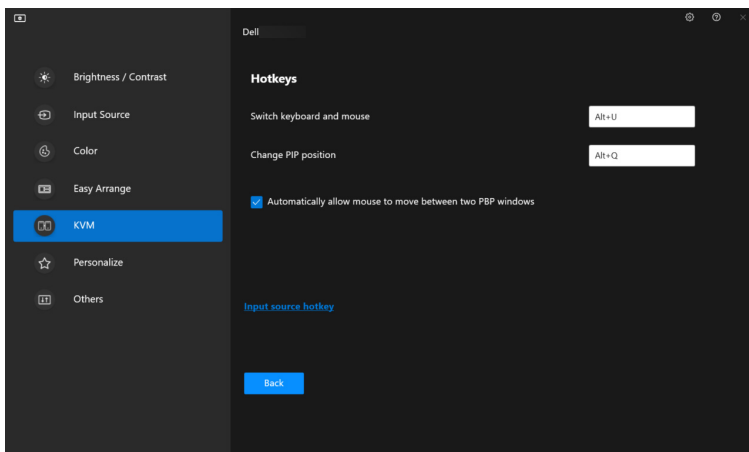 Dell
Brightness / Contrast
Input Source
Color
Easy Arrange
KVM
Personalize
Others
Hotkeys
Switch keyboard and mouse
Alt+U
Change PIP position
Alt+Q
Automatically allow mouse to move between two PBP windows
Input source hotkey
Back